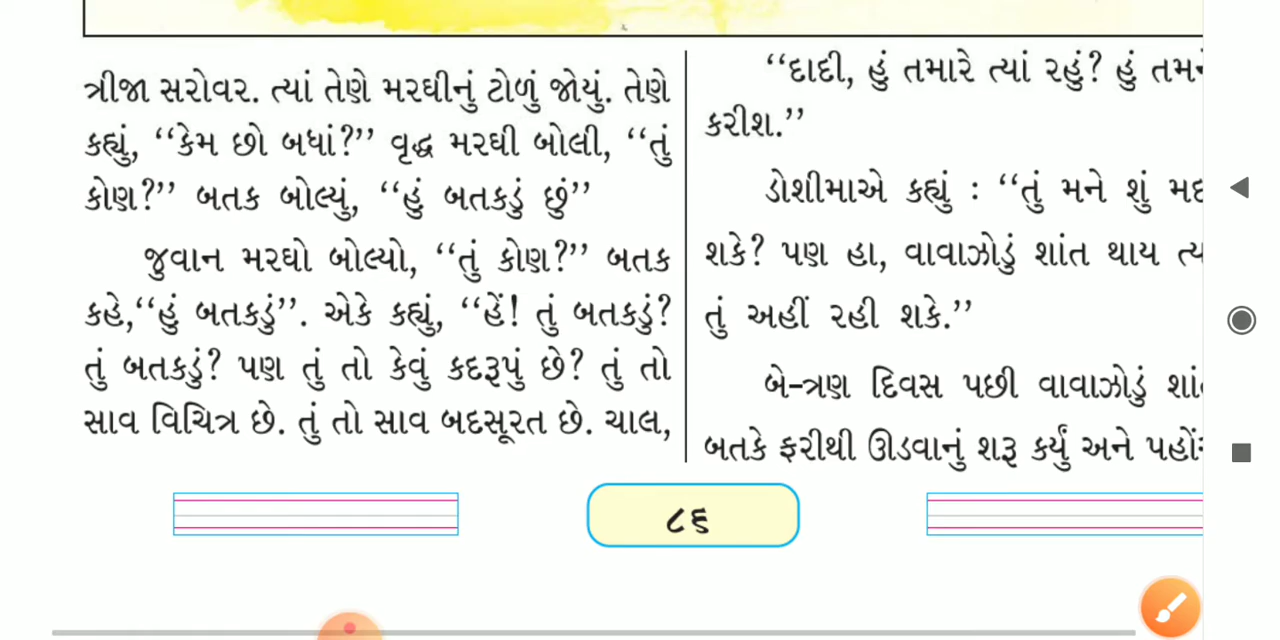 ત્રીજા સરોવર. ત્યાં તેણે મરઘીનું ટોળું જોયું. તેણે
કહ્યું, ‘‘કેમ છો બધાં?’’ વૃદ્ધ મરઘી બોલી, ‘‘તું
કોણ?’’ બતક બોલ્યું, ‘‘હું બતકડું છું’’
જુવાન મરઘો બોલ્યો, ‘‘તું કોણ?’’ બતક
કહે,‘‘હું બતકડું’’. એકે કહ્યું, ‘‘હેં! તું બતકડું?
તું બતકડું? પણ તું તો કેવું કદરૂપું છે? તું તો
સાવ વિચિત્ર છે. તું તો સાવ બદસૂરત છે. ચાલ,
‘‘દાદી, હું તમારે ત્યાં રહું? હું
કરીશ.’’
ડોશીમાએ કહ્યું : ‘‘તું મને શું
શકે? પણ હા, વાવાઝોડું શાંત થાય
તું અહીં રહી શકે.’’
બે-ત્રણ દિવસ પછી વાવાઝોડું
બતકે ફરીથી ઊડવાનું શરૂ કર્યું અને
૮૬